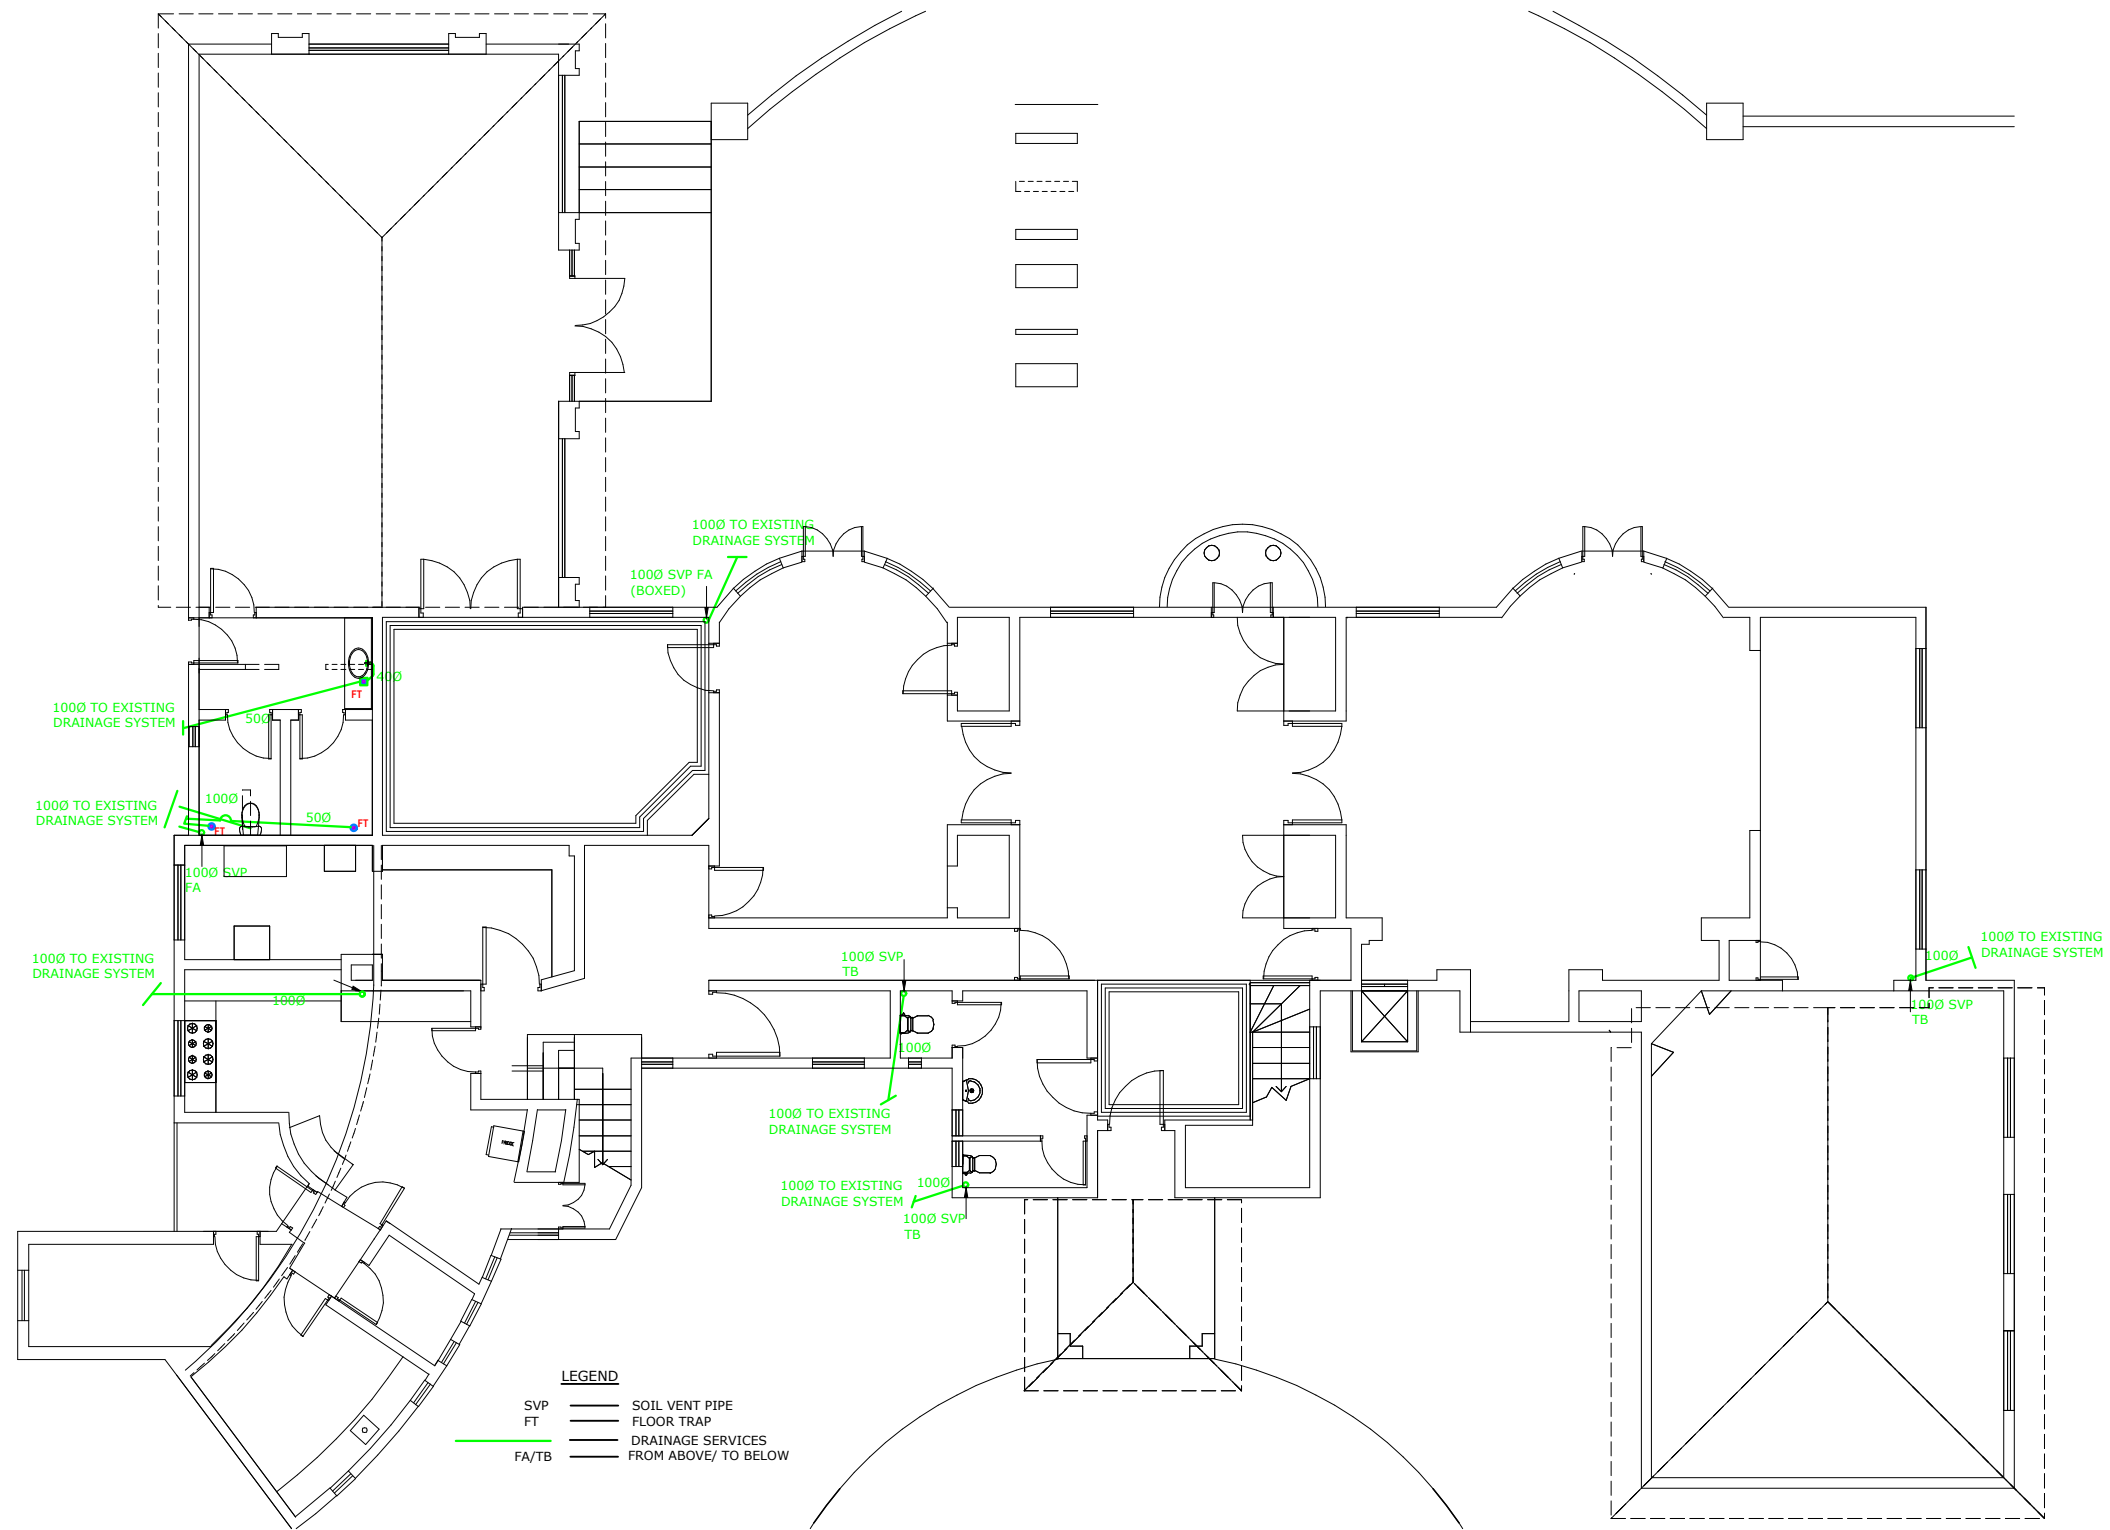 100Ø TO EXISTING
DRAINAGE SYSTEM
100Ø SVP FA
(BOXED)
40Ø
FT
100Ø TO EXISTING
DRAINAGE SYSTEM
50Ø
100Ø TO EXISTING
DRAINAGE SYSTEM
100Ø
50Ø
FT
FT
100Ø SVP
FA
100Ø TO EXISTING
DRAINAGE SYSTEM
100Ø
100Ø SVP
TB
100Ø
100Ø TO EXISTING
DRAINAGE SYSTEM
100Ø TO EXISTING
DRAINAGE SYSTEM
100Ø
100Ø SVP
TB
100Ø TO EXISTING
DRAINAGE SYSTEM
100Ø
100Ø SVP
TB
LEGEND
SVP SOIL VENT PIPE
FT FLOOR TRAP
DRAINAGE SERVICES
FA/TB FROM ABOVE/ TO BELOW